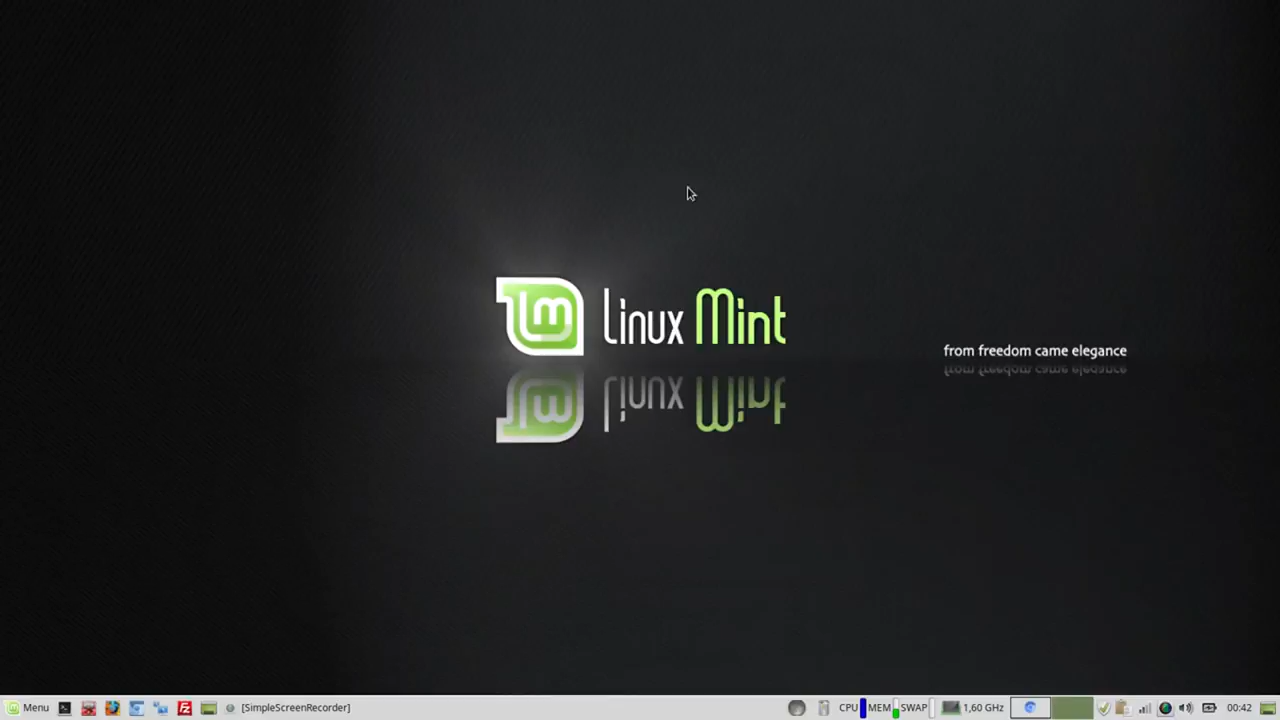 Linux Mint
from freedom came elegance
Menu [SimpleScreenRecorder] CPU MEM SWAP 1,60 GHz 00:42